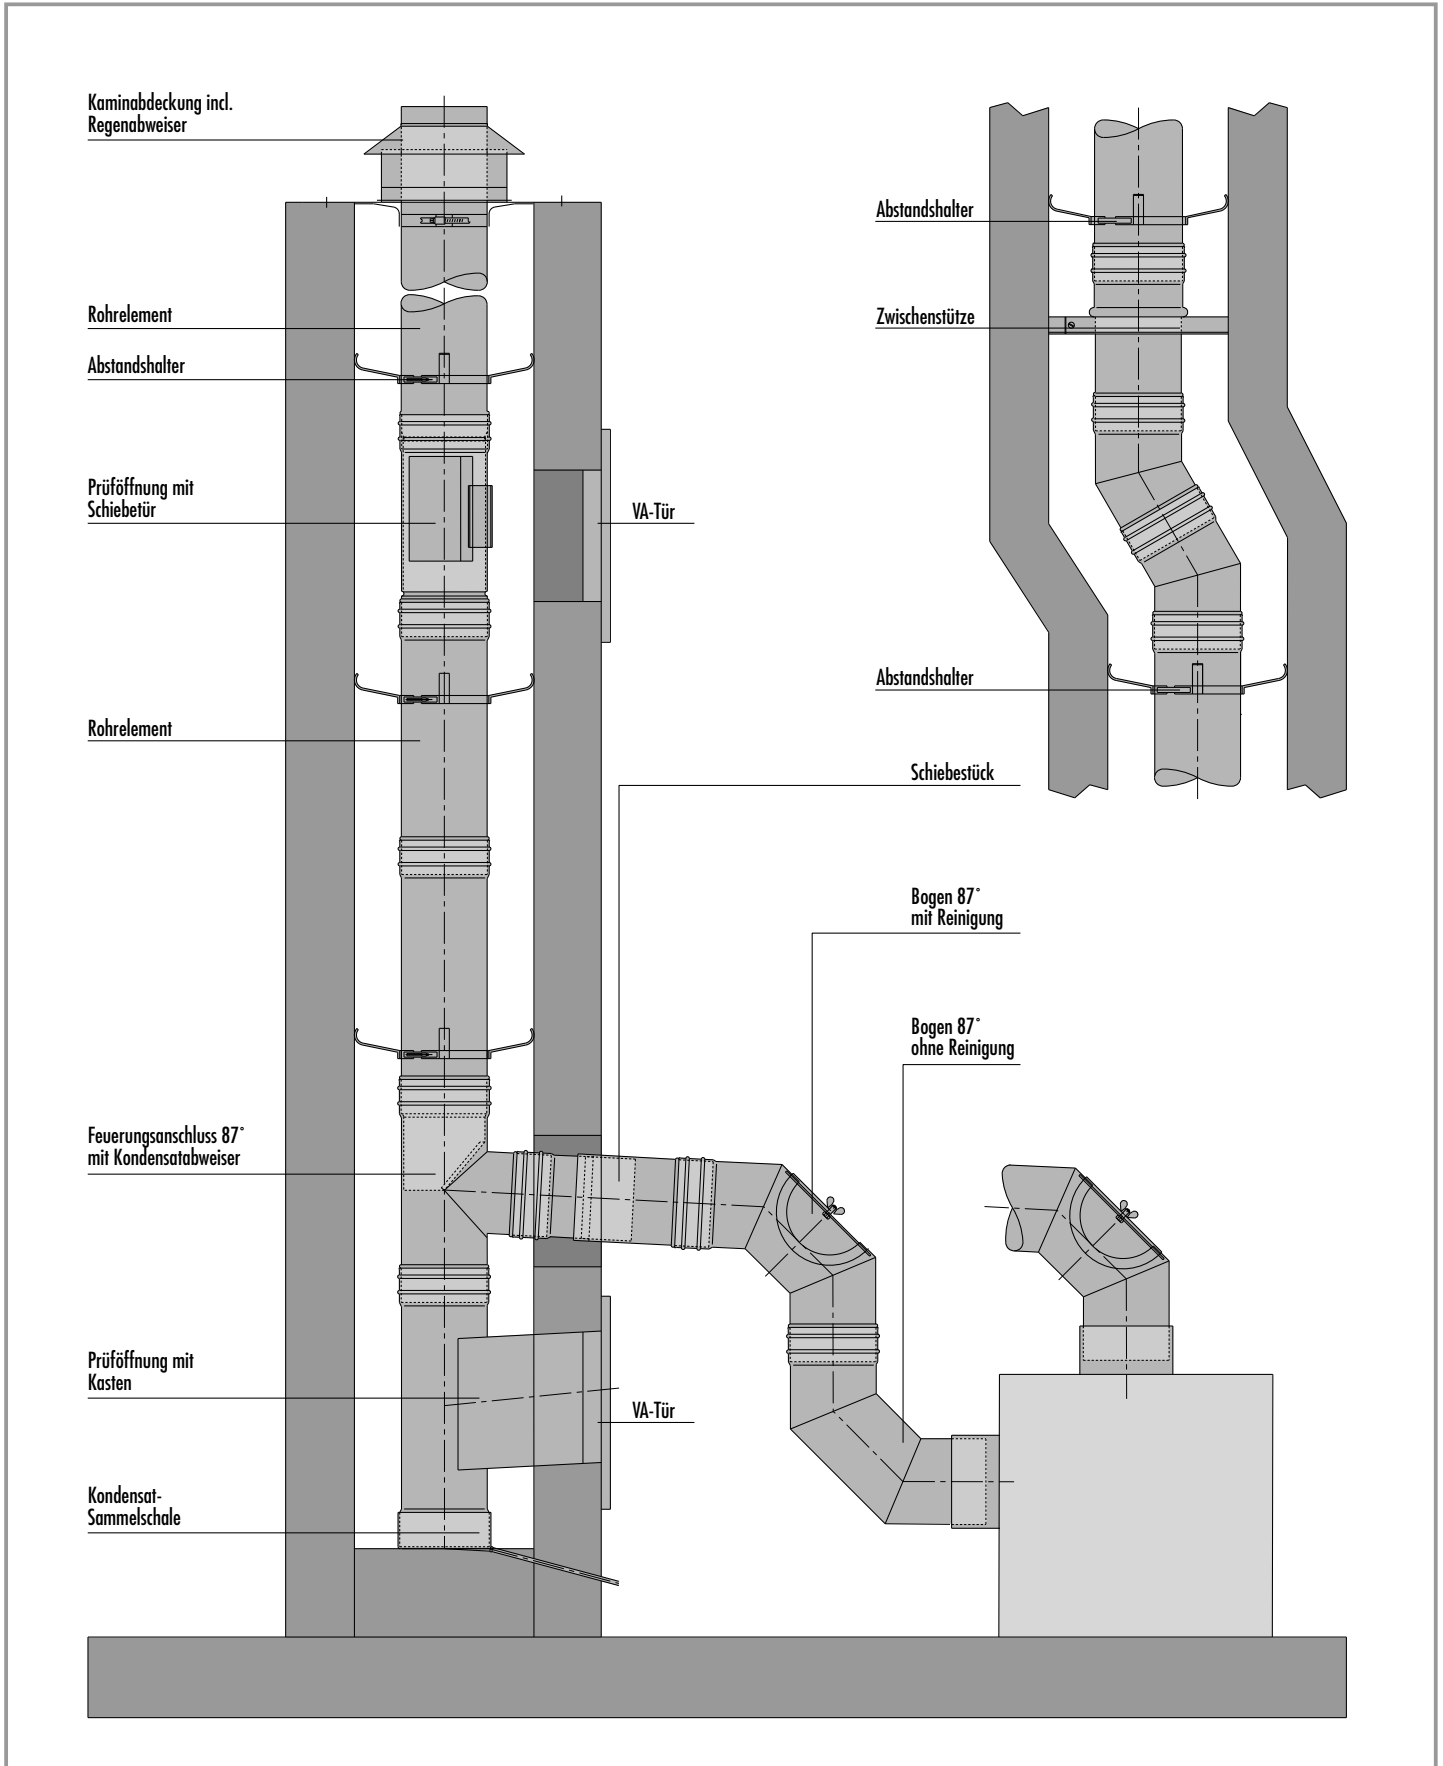 Kaminabdeckung incl.
Regenabweiser
Rohrelement
Abstandshalter
Prüföffnung mit
Schiebetür
VA-Tür
Rohrelement
Feuerungsanschluss 87°
mit Kondensatabweiser
Prüföffnung mit
Kasten
VA-Tür
Kondensat-
Sammelschale
Abstandshalter
Zwischenstütze
Abstandshalter
Schiebestück
Bogen 87°
mit Reinigung
Bogen 87°
ohne Reinigung